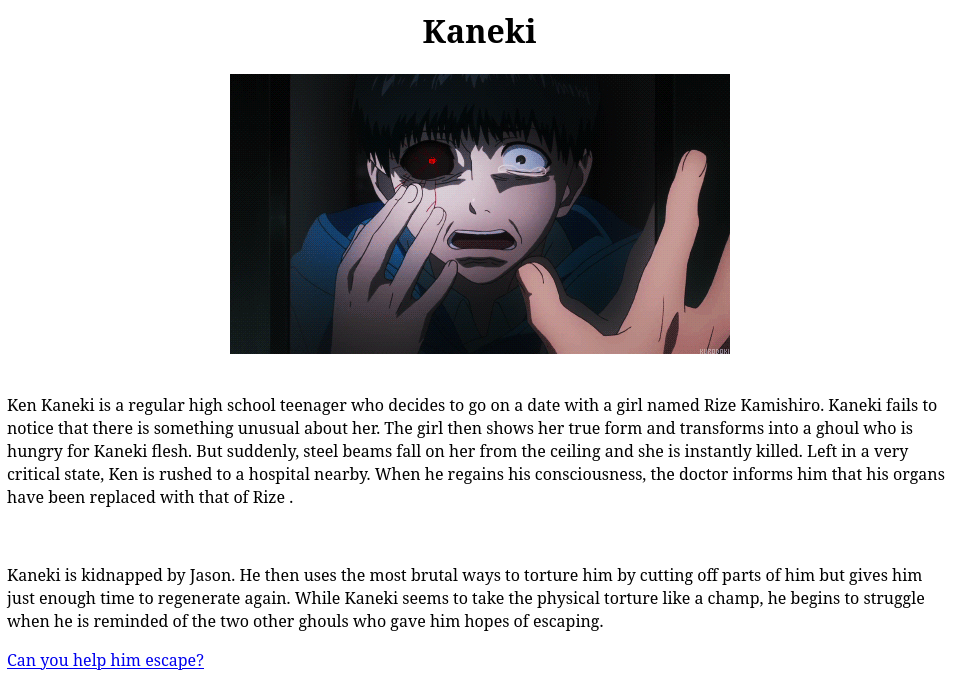 Kaneki
Ken Kaneki is a regular high school teenager who decides to go on a date with a girl named Rize Kamishiro. Kaneki fails to
notice that there is something unusual about her. The girl then shows her true form and transforms into a ghoul who is
hungry for Kaneki flesh. But suddenly, steel beams fall on her from the ceiling and she is instantly killed. Left in a very
critical state, Ken is rushed to a hospital nearby. When he regains his consciousness, the doctor informs him that his organs
have been replaced with that of Rize .
Kaneki is kidnapped by Jason. He then uses the most brutal ways to torture him by cutting off parts of him but gives him
just enough time to regenerate again. While Kaneki seems to take the physical torture like a champ, he begins to struggle
when he is reminded of the two other ghouls who gave him hopes of escaping.
Can you help him escape?